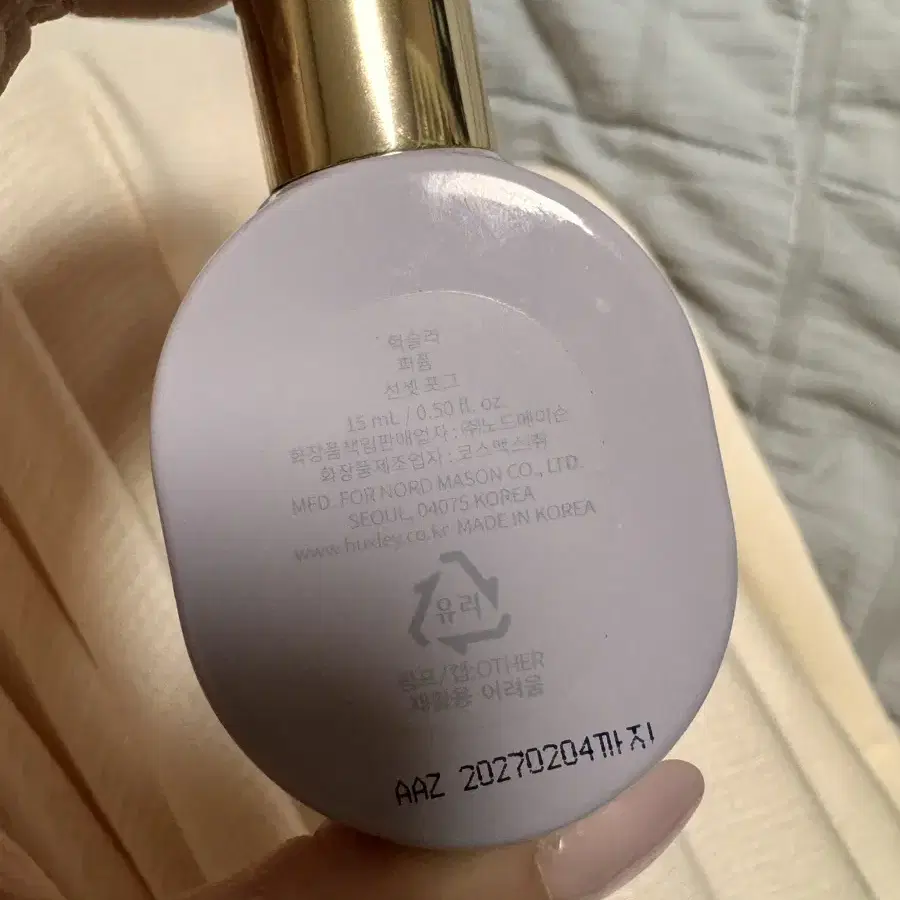 헉슬리
퍼퓸
선셋 포그
15 mL / 0.50 fl. oz.
화장품책임판매업자 : ㈜노드메이슨
화장품제조업자 : 코스맥스㈜
MFD. FOR NORD MASON CO., LTD.
SEOUL, 04075 KOREA
www.huxley.co.kr MADE IN KOREA
유리
펌프/캡:OTHER
재활용 어려움
AAZ 20270204까지